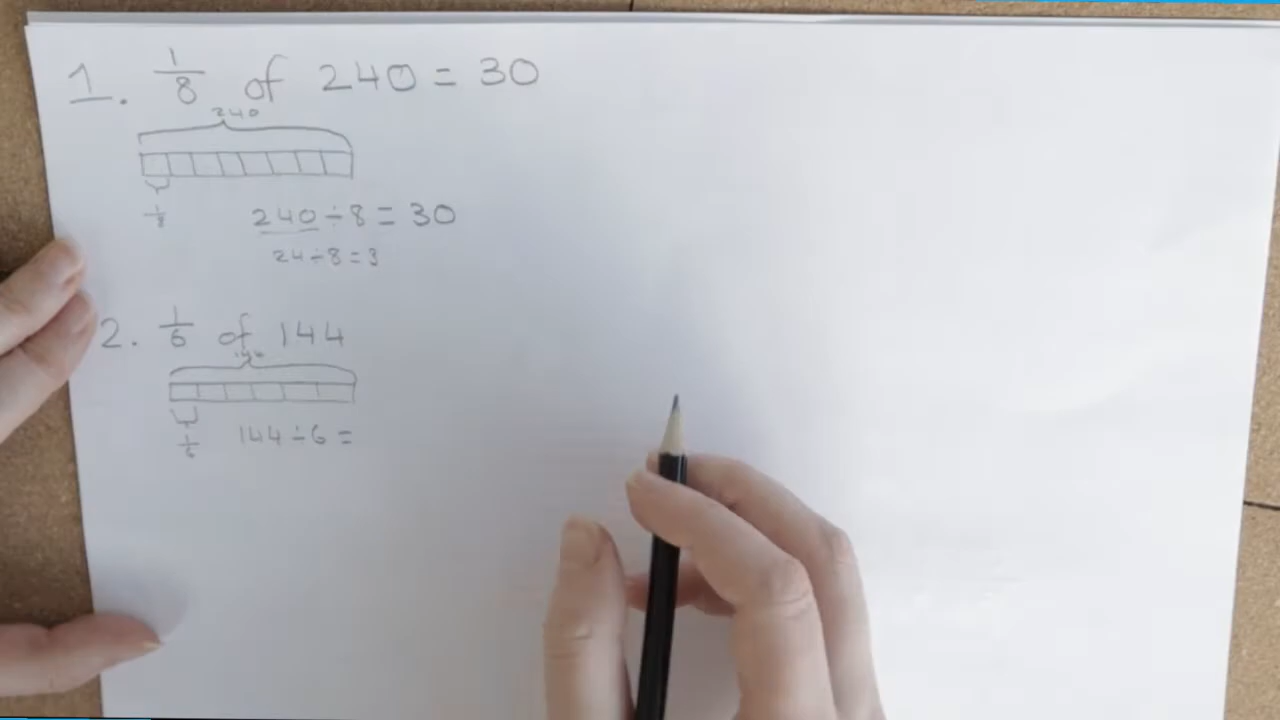 1. 1/8 of 240 = 30
240
1/8
240 ÷ 8 = 30
24 ÷ 8 = 3
2. 1/6 of 144
144
1/6
144 ÷ 6 =